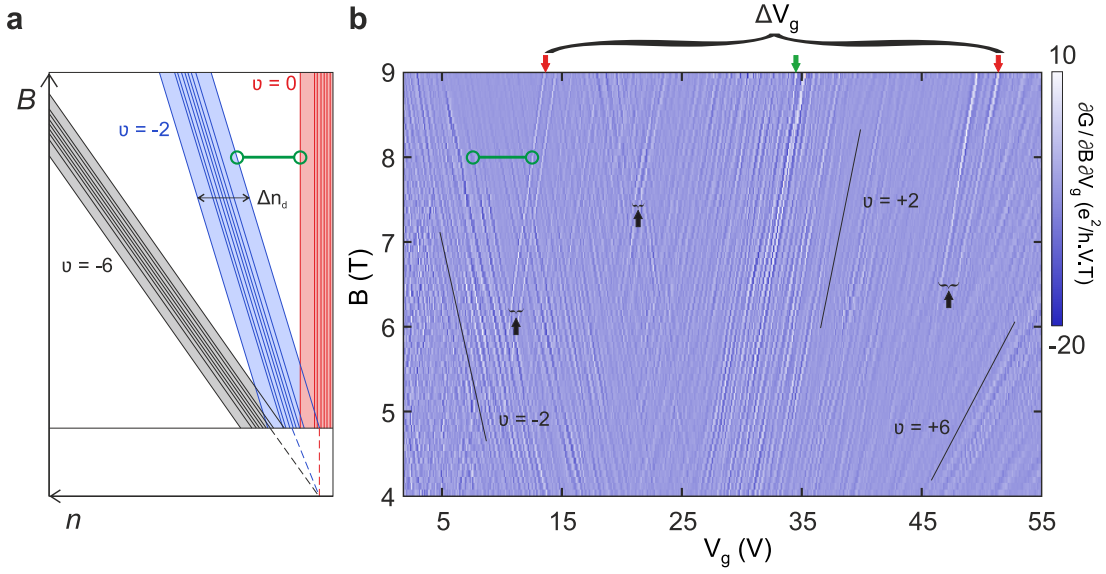 a
B
υ = 0
υ = -2
Δn_d
υ = -6
n
b
ΔV_g
9
8
7
6
5
4
B (T)
υ = +2
υ = -2
υ = +6
5 15 25 35 45 55
V_g (V)
10
∂G/∂B∂V_g (e²/h.V.T)
-20